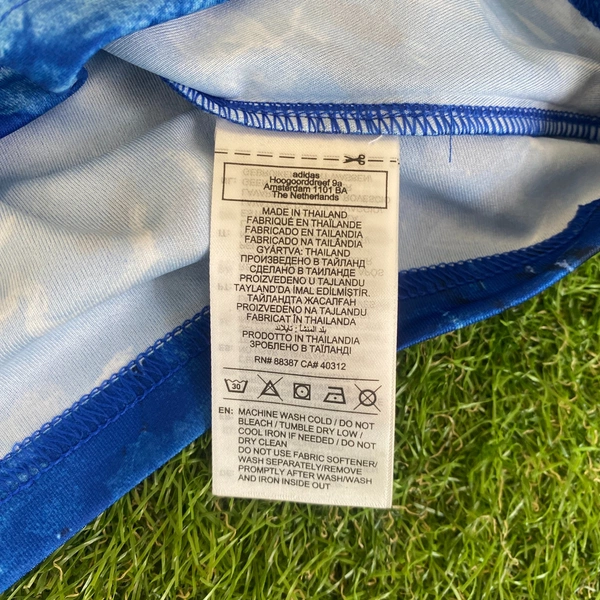 adidas
Hoogoorddreef 9a
Amsterdam 1101 BA
The Netherlands
MADE IN THAILAND
FABRIQUÉ EN THAÏLANDE
FABRICADO EN TAILANDIA
FABRICADO NA TAILÂNDIA
GYÁRTVA: THAILAND
ПРОИЗВЕДЕНО В ТАЙЛАНД
СДЕЛАНО В ТАИЛАНДЕ
PROIZVEDENO U TAJLANDU
TAYLAND'DA İMAL EDİLMİŞTİR.
ТАЙЛАНДТА ЖАСАЛҒАН
PROIZVEDENO NA TAJLANDU
FABRICAT ÎN THAILANDA
بلد المنشأ : تايلاند
PRODOTTO IN THAILANDIA
ЗРОБЛЕНО В ТАЇЛАНДІ
RN# 88387 CA# 40312
30
EN: MACHINE WASH COLD / DO NOT
BLEACH / TUMBLE DRY LOW /
COOL IRON IF NEEDED / DO NOT
DRY CLEAN
DO NOT USE FABRIC SOFTENER/
WASH SEPARATELY/REMOVE
PROMPTLY AFTER WASH/WASH
AND IRON INSIDE OUT